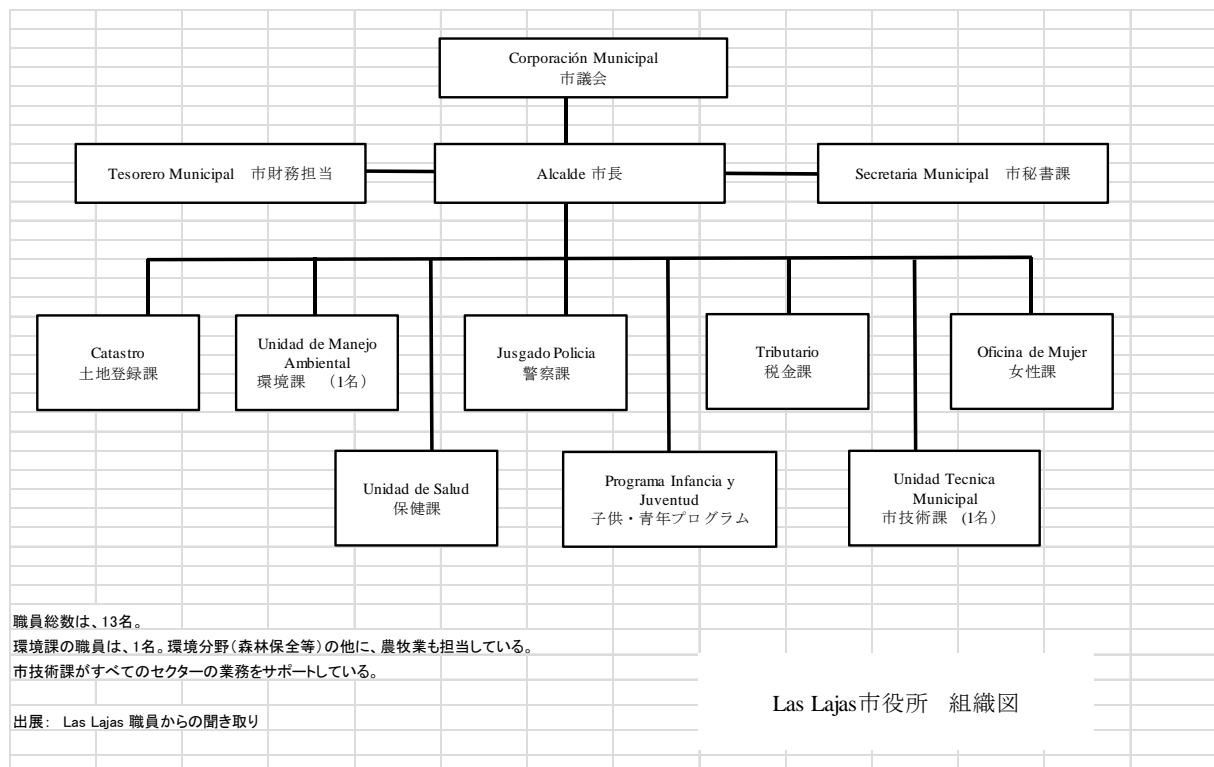 Corporación Municipal
市議会
Tesorero Municipal　市財務担当
Alcalde 市長
Secretaria Municipal　市秘書課
Catastro
土地登録課
Unidad de Manejo
Ambiental
環境課　（1名）
Jusgado Policia
警察課
Tributario
税金課
Oficina de Mujer
女性課
Unidad de Salud
保健課
Programa Infancia y
Juventud
子供・青年プログラム
Unidad Tecnica
Municipal
市技術課　(1名）
職員総数は、13名。
環境課の職員は、1名。環境分野（森林保全等）の他に、農牧業も担当している。
市技術課がすべてのセクターの業務をサポートしている。
出展：　Las Lajas 職員からの聞き取り
Las Lajas市役所　組織図